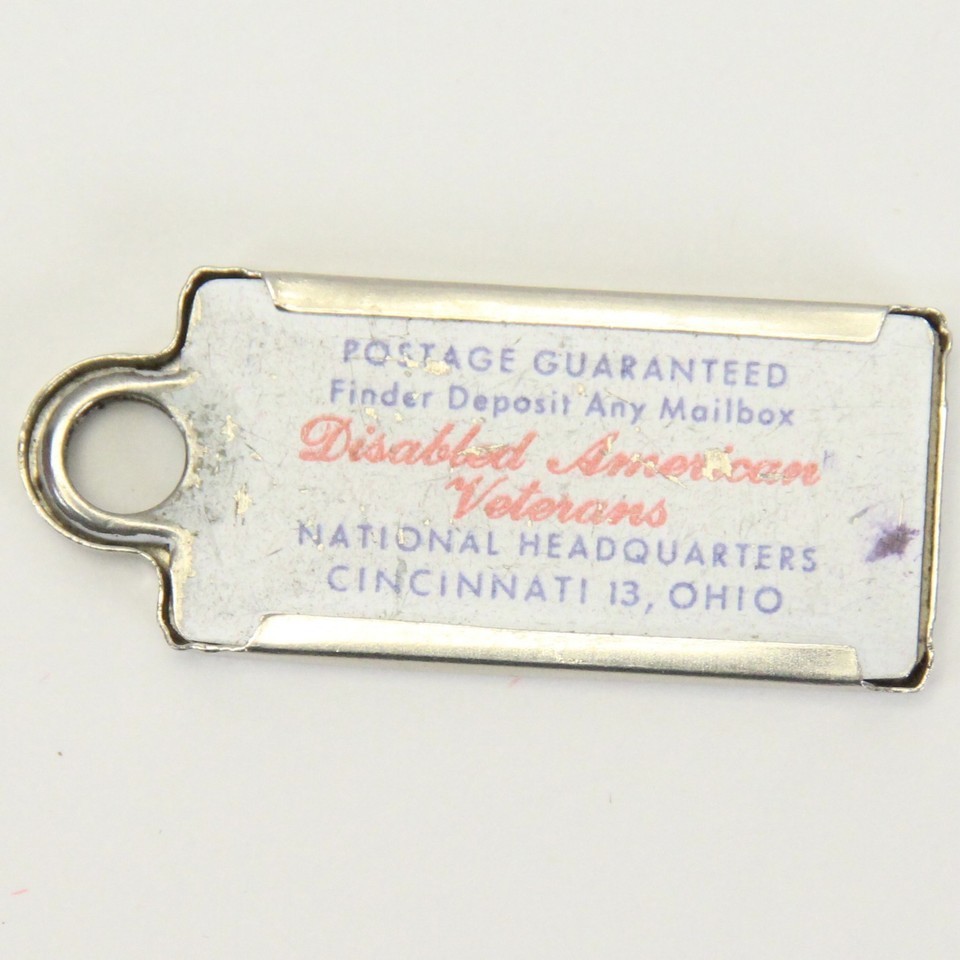 POSTAGE GUARANTEED
Finder Deposit Any Mailbox
Disabled American
Veterans
NATIONAL HEADQUARTERS
CINCINNATI 13, OHIO